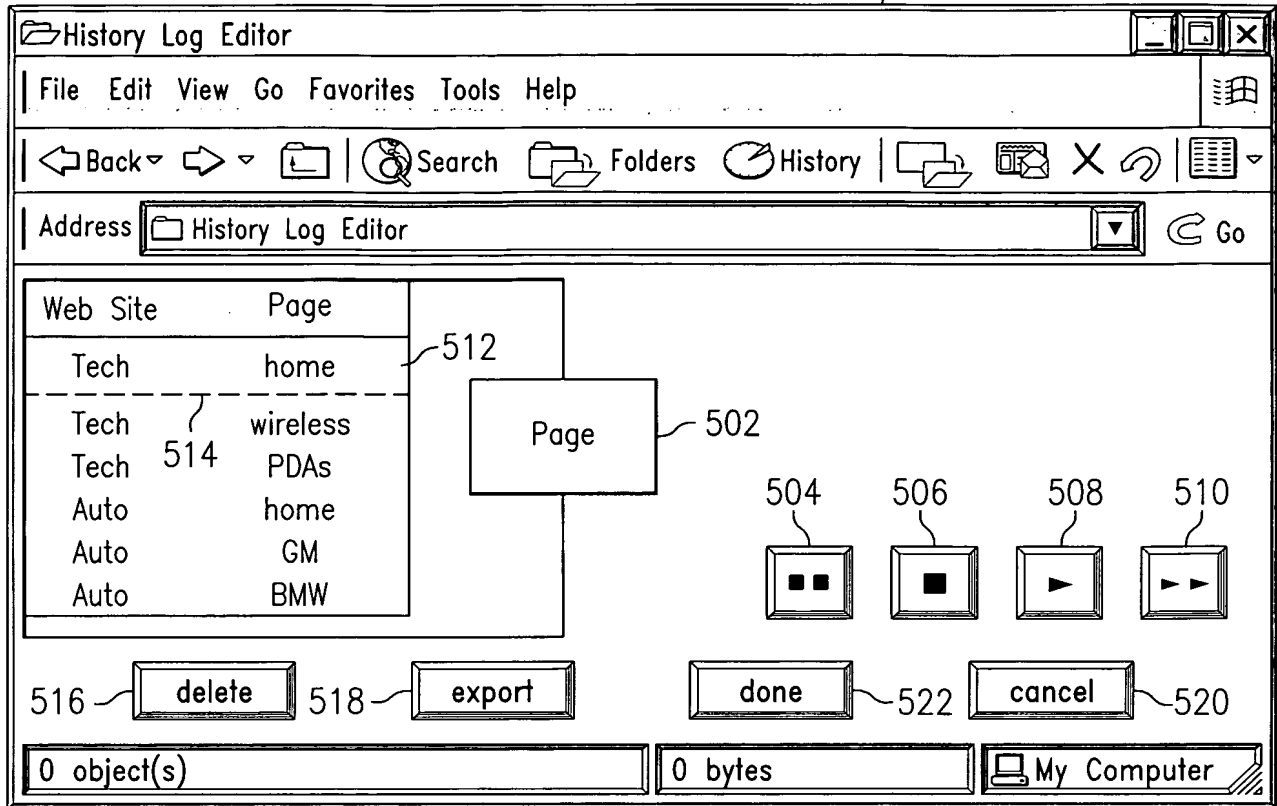 History Log Editor
File Edit View Go Favorites Tools Help
Back Search Folders History
Address History Log Editor Go
Web Site Page
Tech home
512
Tech wireless
514
Tech PDAs
Auto home
Auto GM
Auto BMW
Page
502
504 506 508 510
516 delete 518 export done 522 cancel 520
0 object(s) 0 bytes My Computer